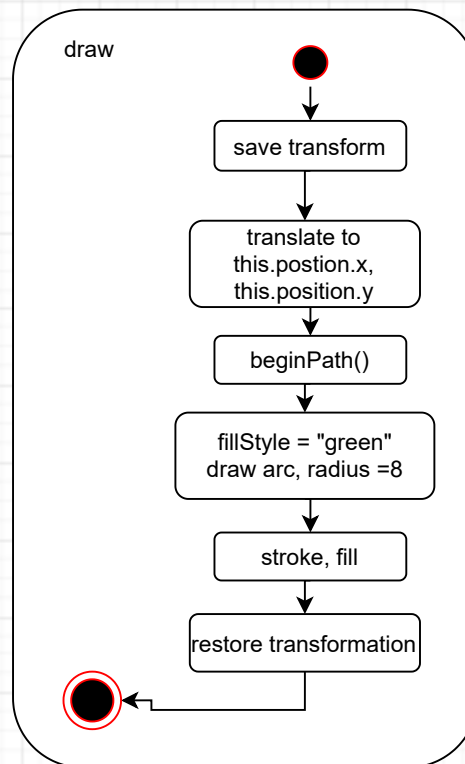 draw
save transform
translate to
this.postion.x,
this.position.y
beginPath()
fillStyle = "green"
draw arc, radius =8
stroke, fill
restore transformation